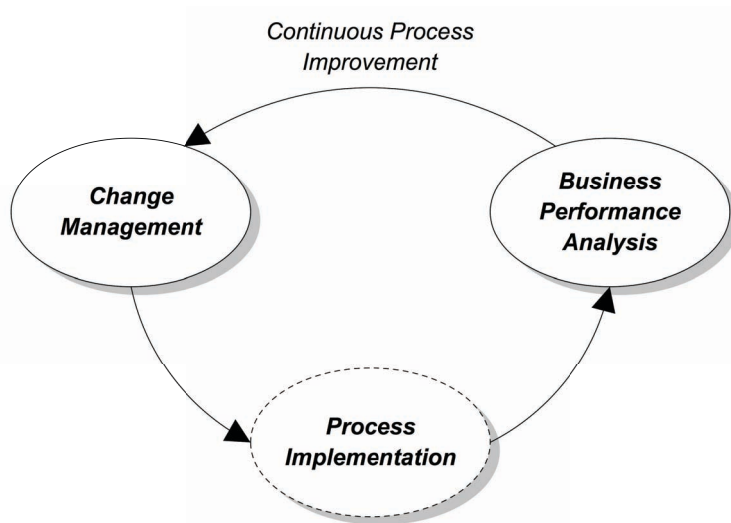 Continuous Process
Improvement
Change
Management
Business
Performance
Analysis
Process
Implementation